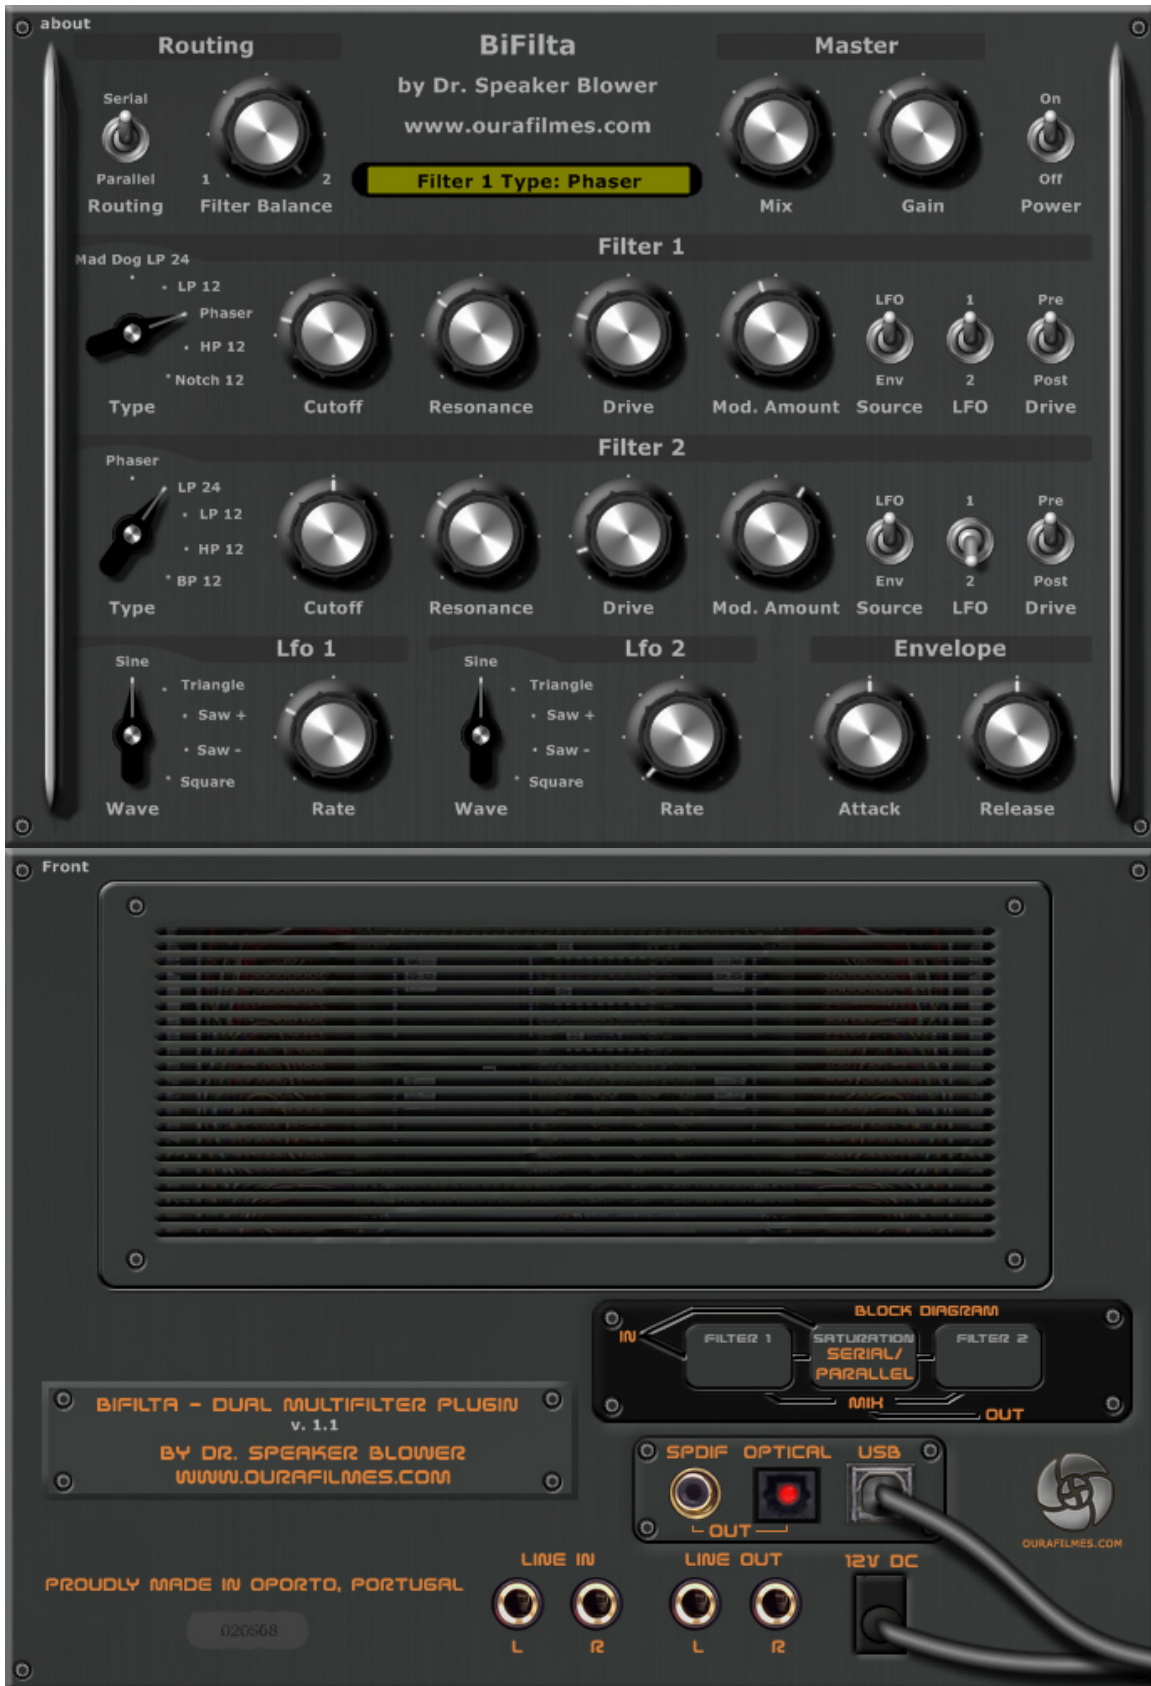 about
Routing
BiFilta
Master
by Dr. Speaker Blower
www.ourafilmes.com
Serial
Parallel
Routing
1 2
Filter Balance
Filter 1 Type: Phaser
Mix
Gain
On
Off
Power
Filter 1
Mad Dog LP 24
LP 12
Phaser
HP 12
Notch 12
Type
Cutoff
Resonance
Drive
Mod. Amount
LFO
Env
Source
1
2
LFO
Pre
Post
Drive
Filter 2
Phaser
LP 24
LP 12
HP 12
BP 12
Type
Cutoff
Resonance
Drive
Mod. Amount
LFO
Env
Source
1
2
LFO
Pre
Post
Drive
Lfo 1
Sine
Triangle
Saw +
Saw -
Square
Wave
Rate
Lfo 2
Sine
Triangle
Saw +
Saw -
Square
Wave
Rate
Envelope
Attack
Release
Front
BLOCK DIAGRAM
IN
FILTER 1
SATURATION
SERIAL/
PARALLEL
FILTER 2
MIX
OUT
BIFILTA - DUAL MULTIFILTER PLUGIN
v. 1.1
BY DR. SPEAKER BLOWER
WWW.OURAFILMES.COM
SPDIF OPTICAL USB
OUT
OURAFILMES.COM
PROUDLY MADE IN OPORTO, PORTUGAL
020568
LINE IN
L R
LINE OUT
L R
12V DC